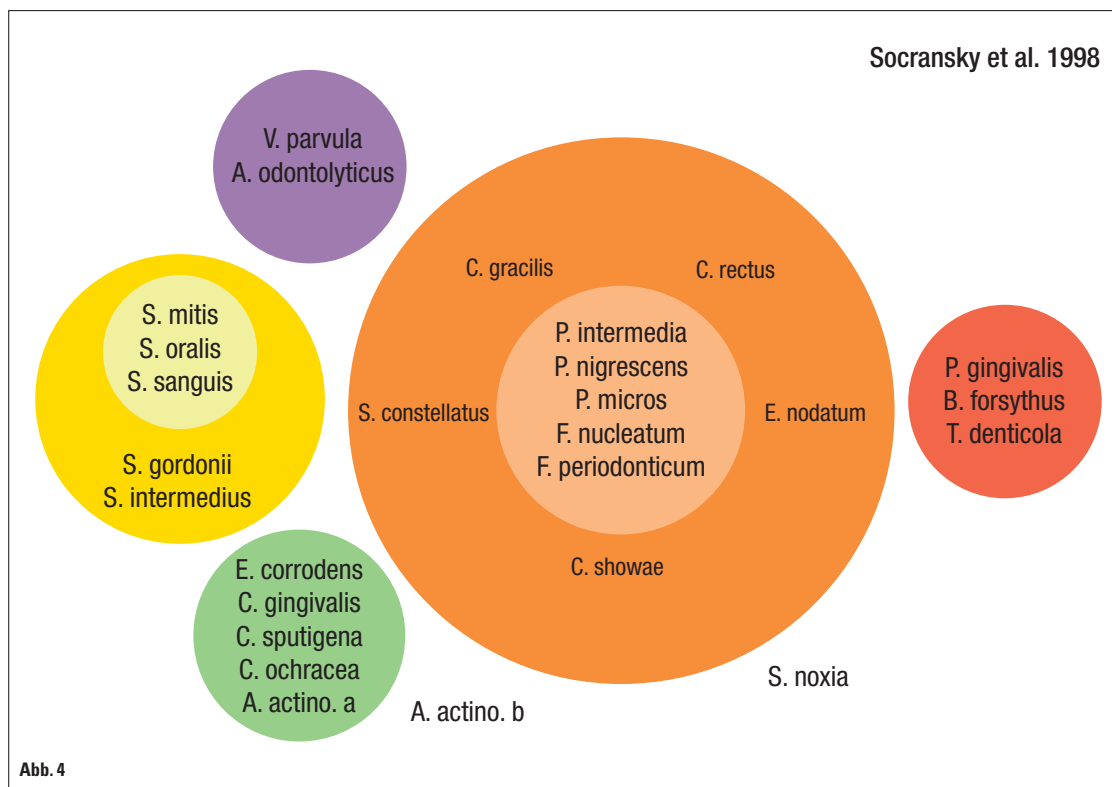 Socransky et al. 1998
V. parvula
A. odontolyticus
S. mitis
S. oralis
S. sanguis
S. gordonii
S. intermedius
E. corrodens
C. gingivalis
C. sputigena
C. ochracea
A. actino. a
A. actino. b
C. gracilis
C. rectus
S. constellatus
P. intermedia
P. nigrescens
P. micros
F. nucleatum
F. periodonticum
E. nodatum
C. showae
S. noxia
P. gingivalis
B. forsythus
T. denticola
Abb. 4